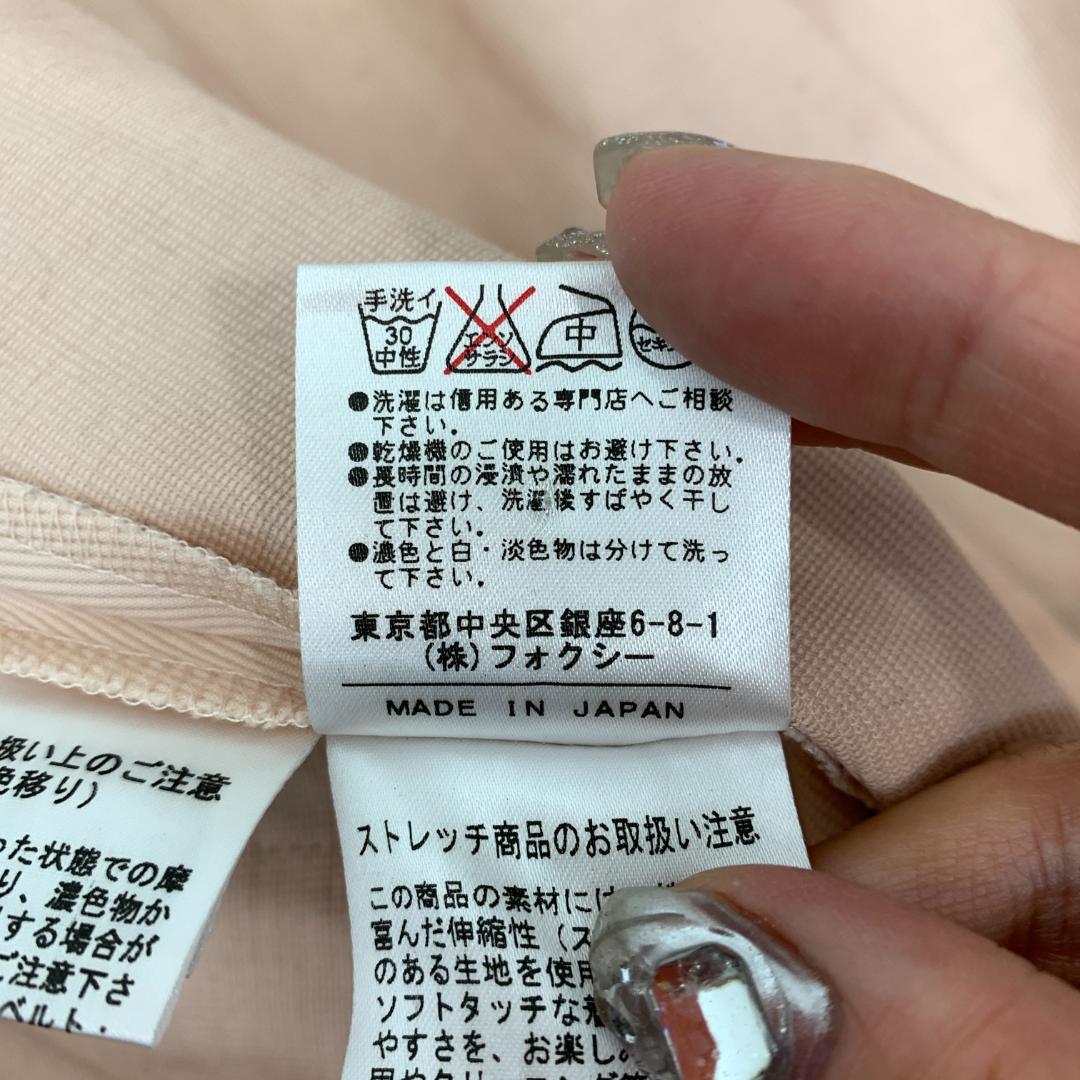 手洗イ
30
中性
エンソ
サラシ
中
セキユ
●洗濯は信用ある専門店へご相談
下さい。
●乾燥機のご使用はお避け下さい。
●長時間の浸漬や濡れたままの放
置は避け、洗濯後すばやく干し
て下さい。
●濃色と白・淡色物は分けて洗っ
て下さい。
東京都中央区銀座6-8-1
(株)フォクシー
MADE IN JAPAN
扱い上のご注意
色移り)
った状態での摩
り、濃色物か
する場合が
ご注意下さ
ベルト・
ストレッチ商品のお取扱い注意
この商品の素材には
富んだ伸縮性(ス
のある生地を使用
ソフトタッチな着
やすさを、お楽し